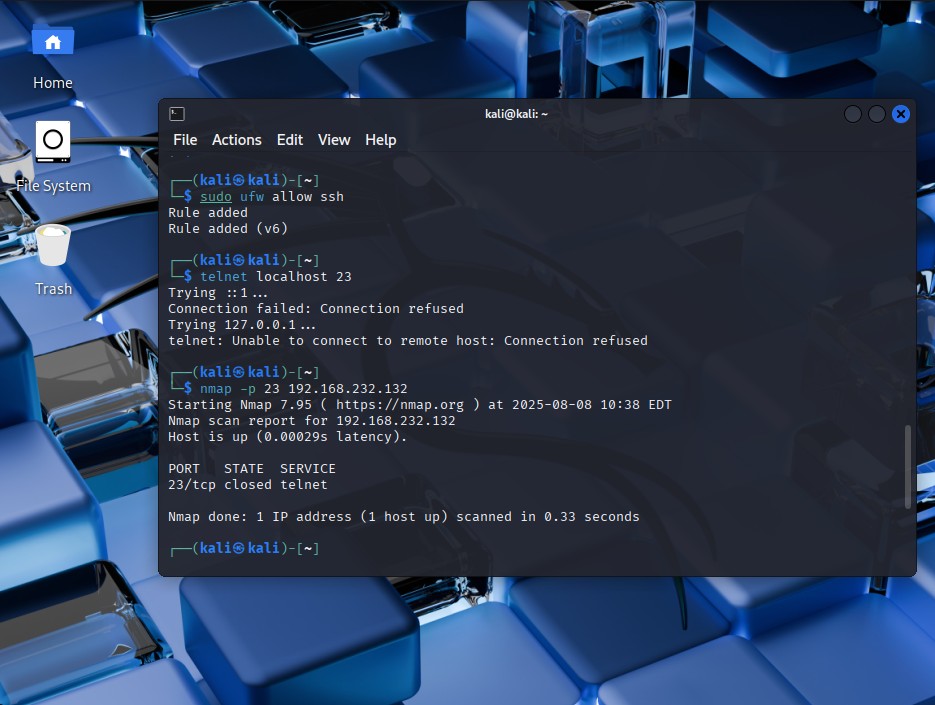 Home
File System
Trash
kali@kali: ~
File Actions Edit View Help
┌──(kali㉿kali)-[~]
└─$ sudo ufw allow ssh
Rule added
Rule added (v6)
┌──(kali㉿kali)-[~]
└─$ telnet localhost 23
Trying ::1...
Connection failed: Connection refused
Trying 127.0.0.1...
telnet: Unable to connect to remote host: Connection refused
┌──(kali㉿kali)-[~]
└─$ nmap -p 23 192.168.232.132
Starting Nmap 7.95 ( https://nmap.org ) at 2025-08-08 10:38 EDT
Nmap scan report for 192.168.232.132
Host is up (0.00029s latency).
PORT   STATE  SERVICE
23/tcp closed telnet
Nmap done: 1 IP address (1 host up) scanned in 0.33 seconds
┌──(kali㉿kali)-[~]